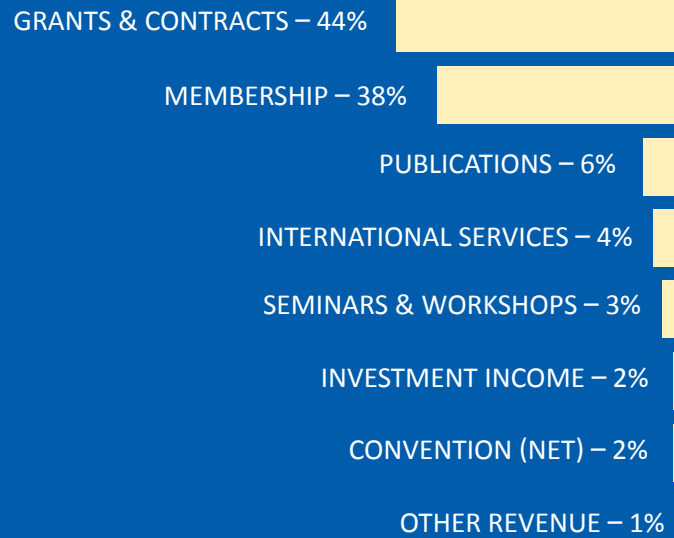 GRANTS & CONTRACTS – 44%
MEMBERSHIP – 38%
PUBLICATIONS – 6%
INTERNATIONAL SERVICES – 4%
SEMINARS & WORKSHOPS – 3%
INVESTMENT INCOME – 2%
CONVENTION (NET) – 2%
OTHER REVENUE – 1%